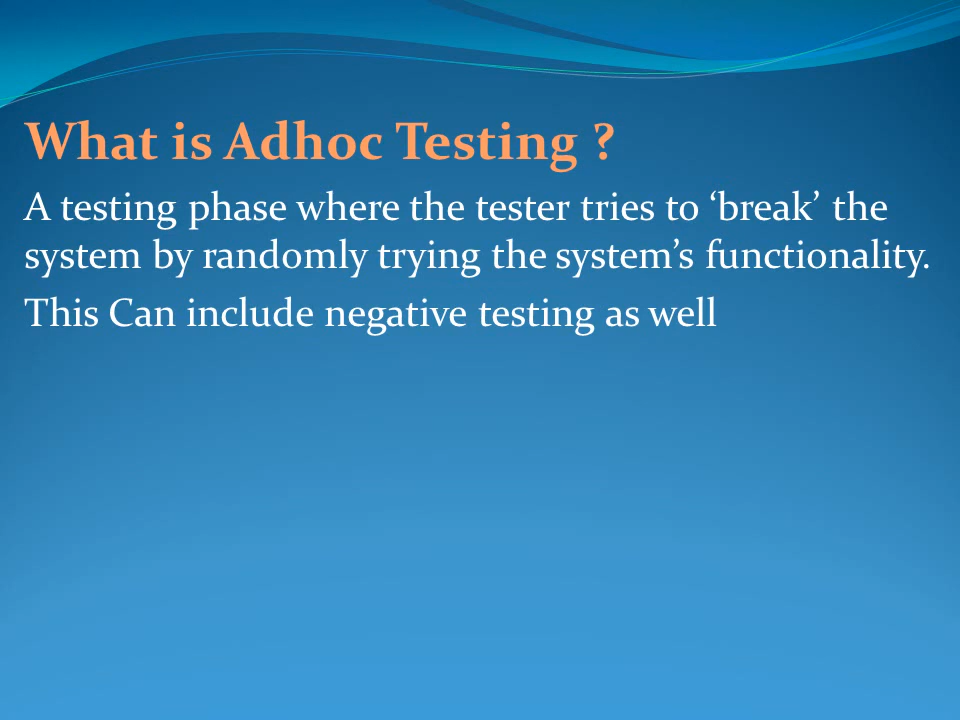 What is Adhoc Testing ?
A testing phase where the tester tries to ‘break’ the
system by randomly trying the system’s functionality.
This Can include negative testing as well